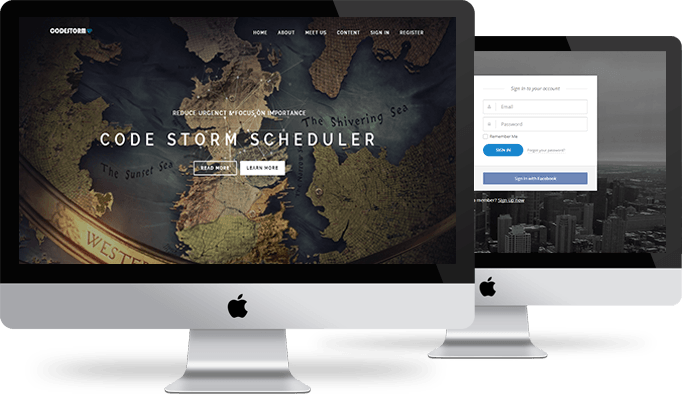 CODESTORM
HOME ABOUT MEET US CONTENT SIGN IN REGISTER
REDUCE URGENCY & FOCUS ON IMPORTANCE
CODE STORM SCHEDULER
READ MORE LEARN MORE
The Shivering Sea
The Sunset Sea
WESTER
Sign in to your account
Email
Password
Remember Me
SIGN IN Forgot your password?
Sign in with Facebook
a member? Sign up now